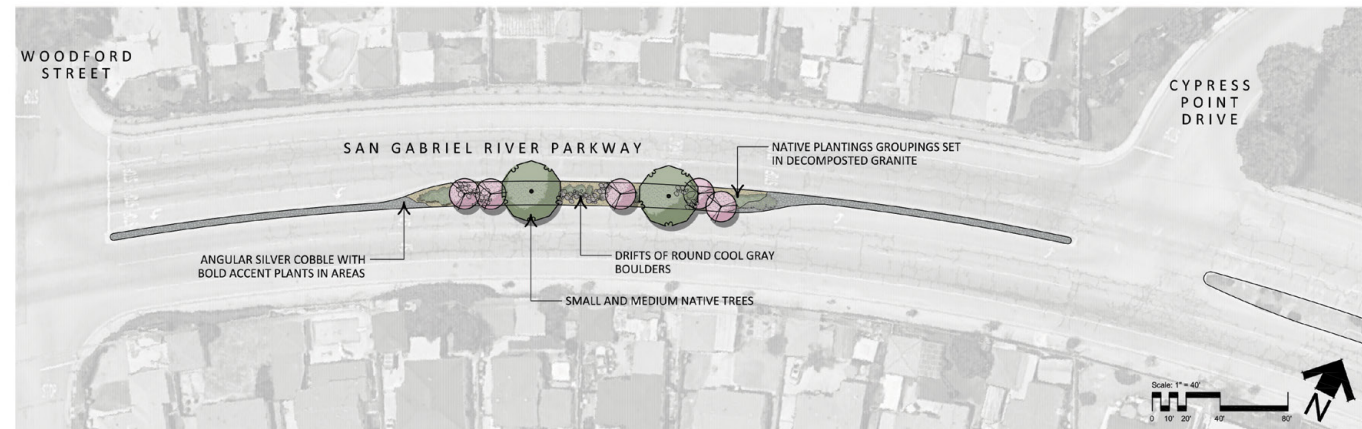 WOODFORD
STREET
CYPRESS
POINT
DRIVE
SAN GABRIEL RIVER PARKWAY
NATIVE PLANTINGS GROUPINGS SET
IN DECOMPOSTED GRANITE
ANGULAR SILVER COBBLE WITH
BOLD ACCENT PLANTS IN AREAS
DRIFTS OF ROUND COOL GRAY
BOULDERS
SMALL AND MEDIUM NATIVE TREES
Scale: 1" = 40'
0 10' 20' 40' 80'
N
STOP